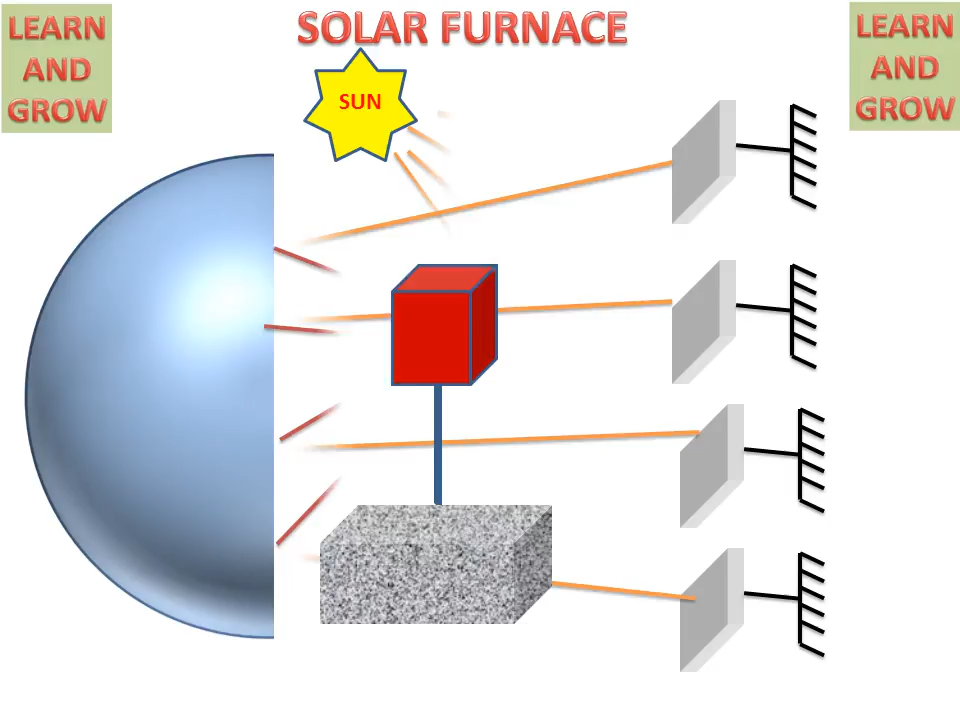 LEARN
AND
GROW
SOLAR FURNACE
SUN
LEARN
AND
GROW